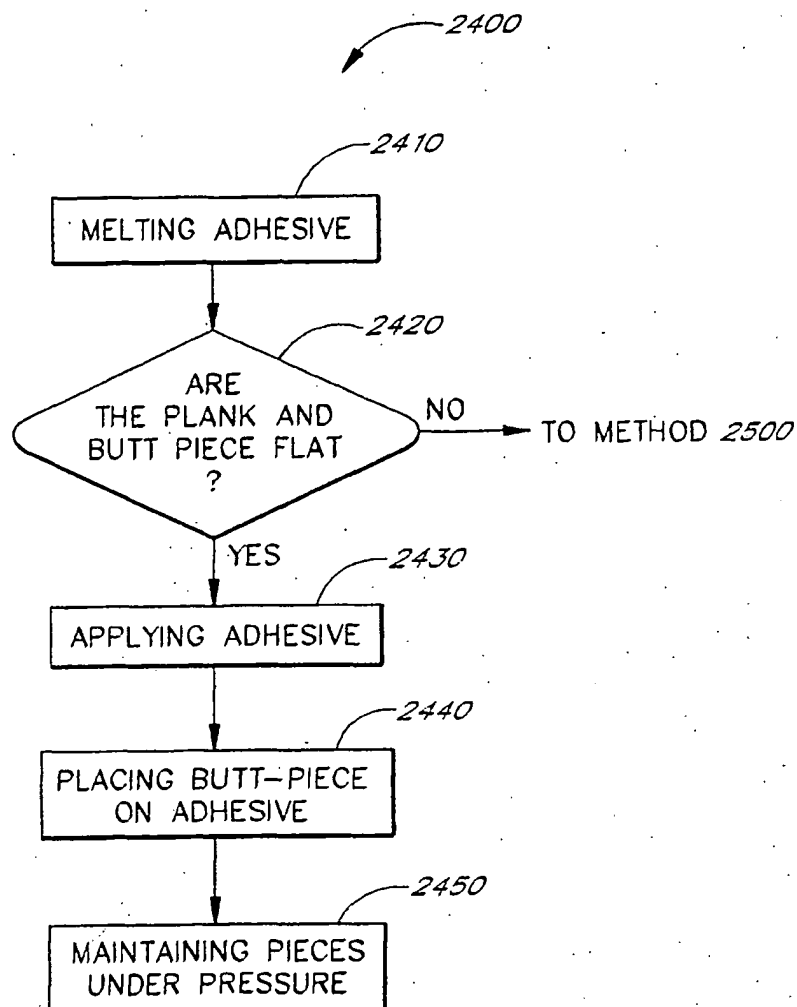 2400
2410
MELTING ADHESIVE
2420
ARE
THE PLANK AND
BUTT PIECE FLAT
?
NO
TO METHOD 2500
YES
2430
APPLYING ADHESIVE
2440
PLACING BUTT-PIECE
ON ADHESIVE
2450
MAINTAINING PIECES
UNDER PRESSURE